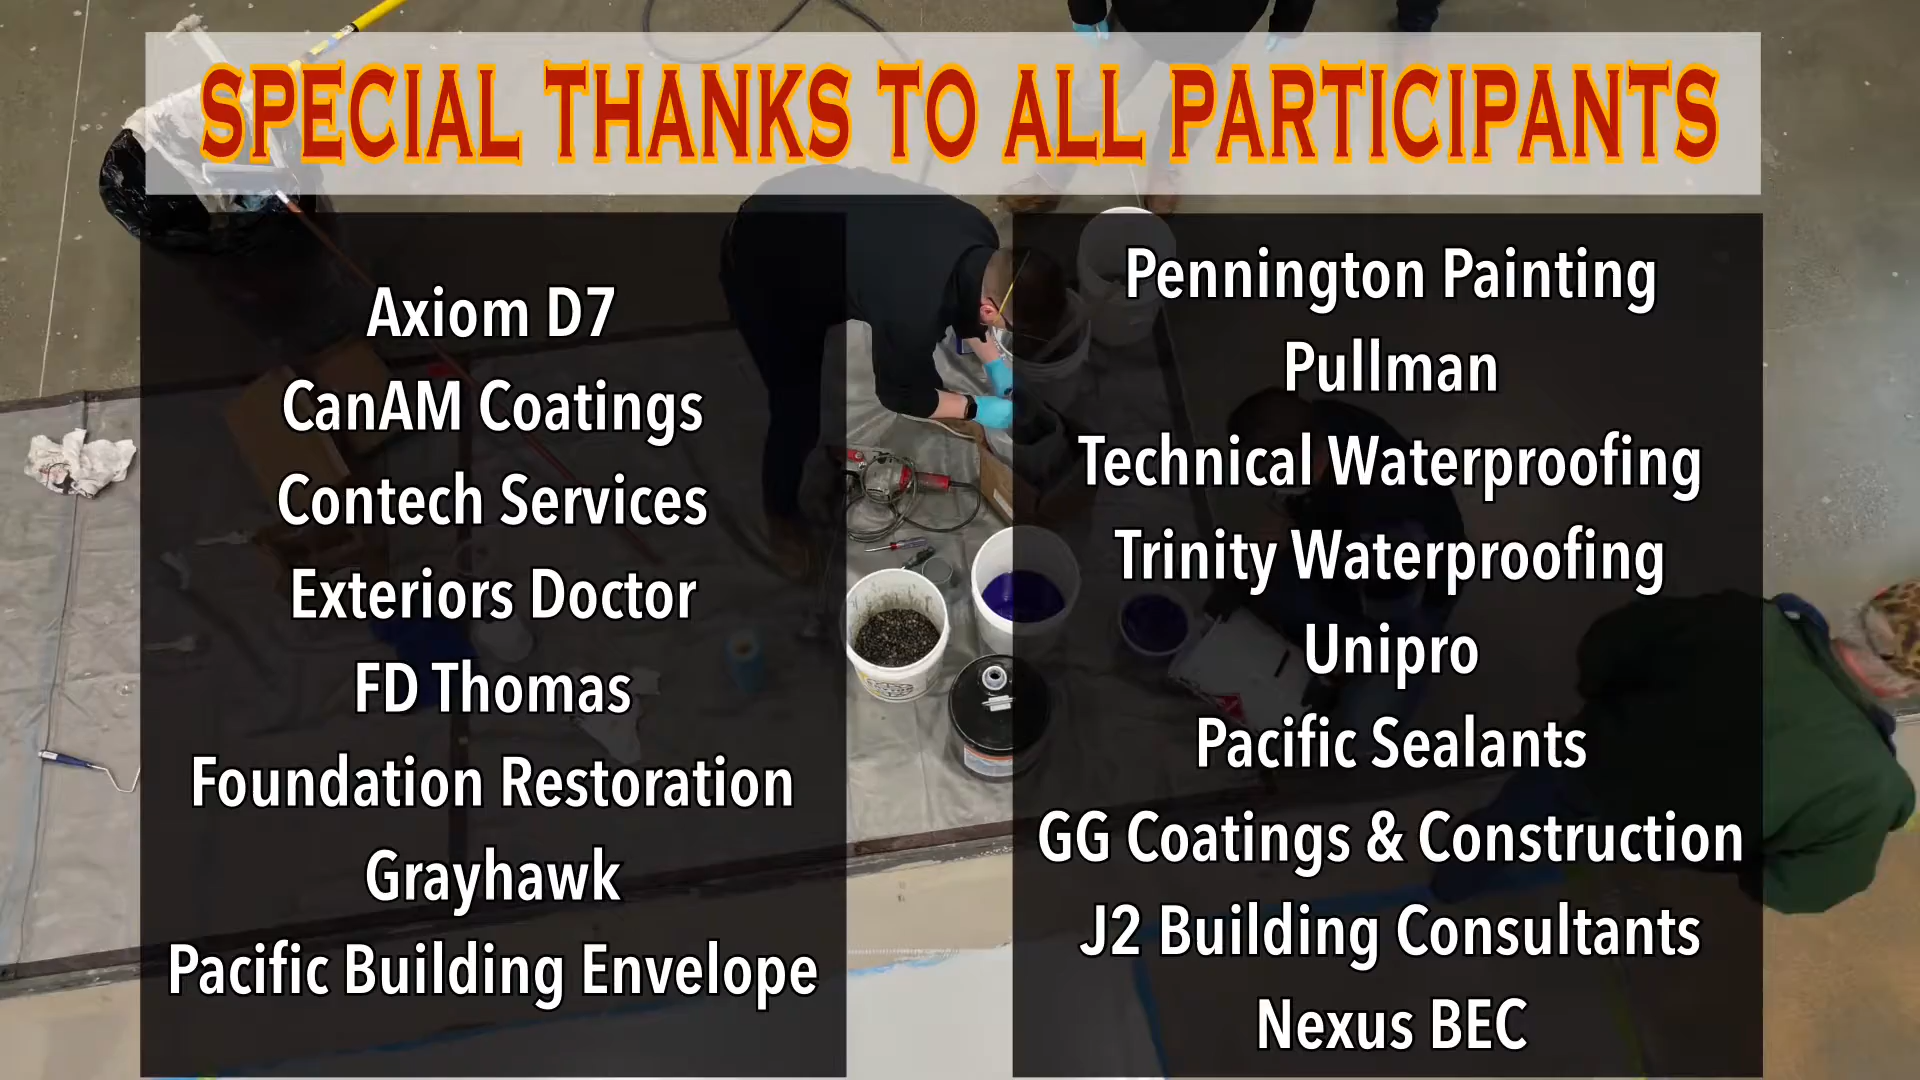 SPECIAL THANKS TO ALL PARTICIPANTS
Axiom D7
CanAM Coatings
Contech Services
Exteriors Doctor
FD Thomas
Foundation Restoration
Grayhawk
Pacific Building Envelope
Pennington Painting
Pullman
Technical Waterproofing
Trinity Waterproofing
Unipro
Pacific Sealants
GG Coatings & Construction
J2 Building Consultants
Nexus BEC